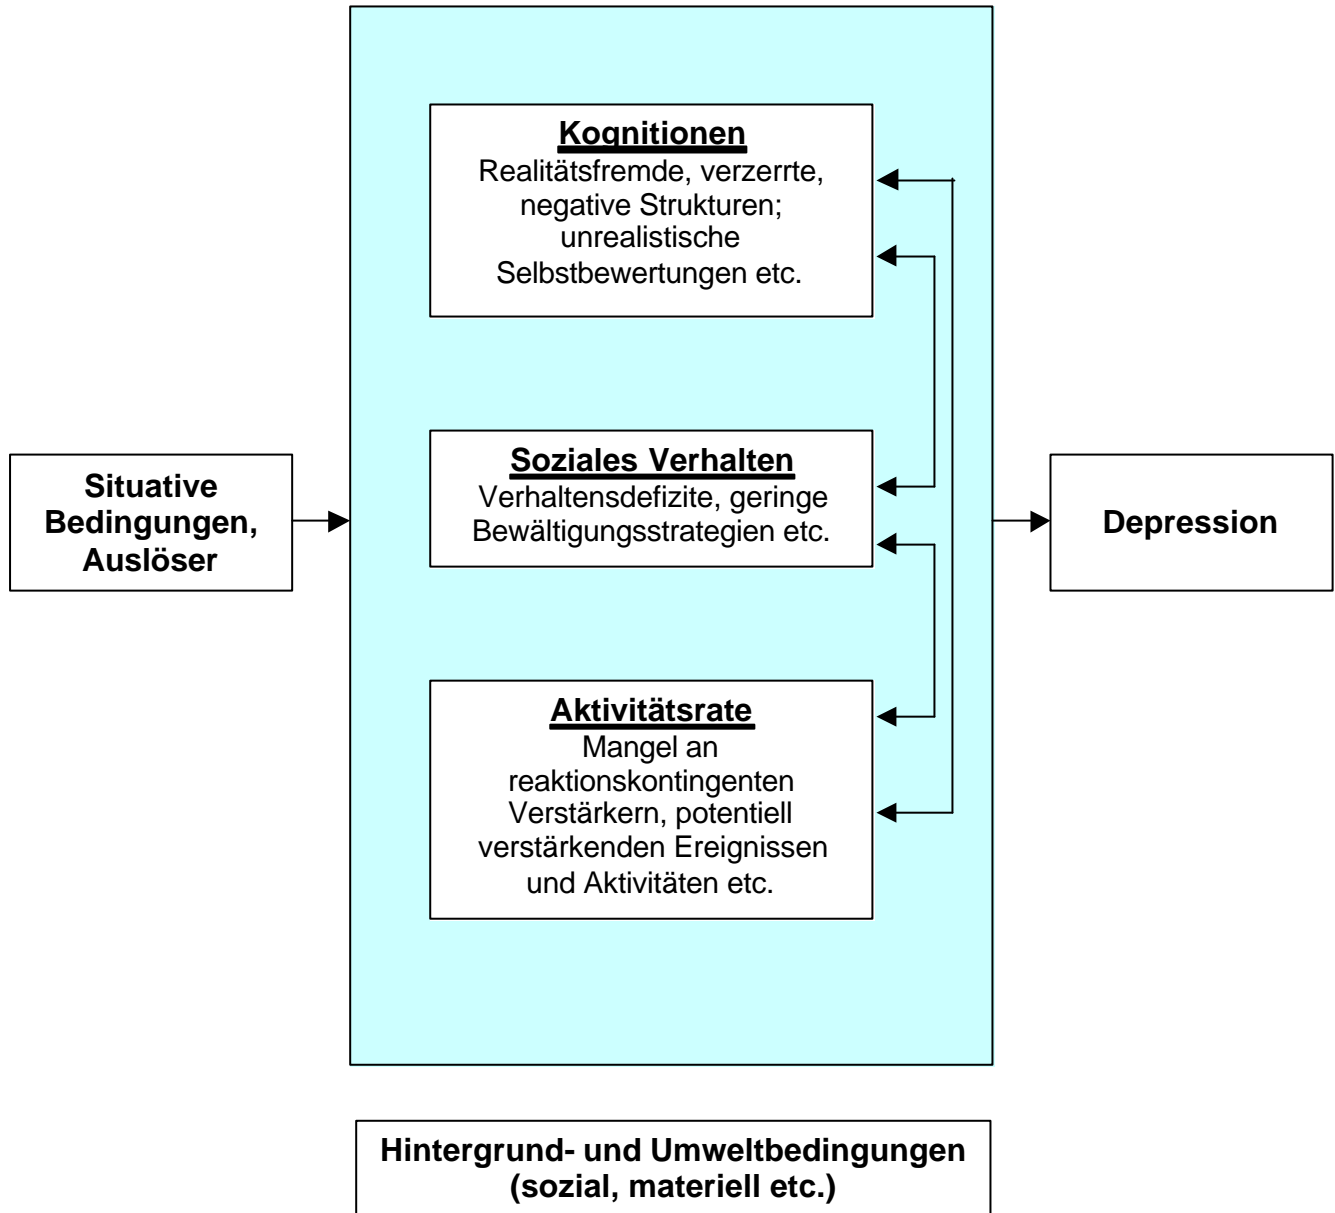 Kognitionen
Realitätsfremde, verzerrte,
negative Strukturen;
unrealistische
Selbstbewertungen etc.
Situative
Bedingungen,
Auslöser
Soziales Verhalten
Verhaltensdefizite, geringe
Bewältigungsstrategien etc.
Depression
Aktivitätsrate
Mangel an
reaktionskontingenten
Verstärkern, potentiell
verstärkenden Ereignissen
und Aktivitäten etc.
Hintergrund- und Umweltbedingungen
(sozial, materiell etc.)